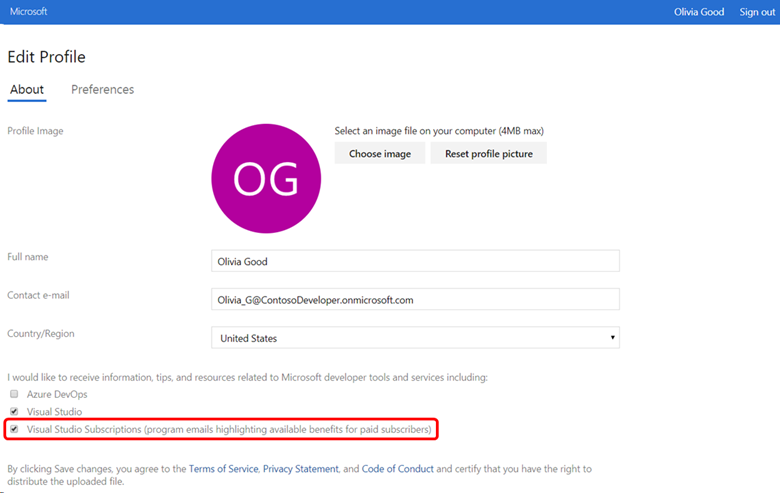 Microsoft
Olivia Good
Sign out
Edit Profile
About
Preferences
Profile Image
OG
Select an image file on your computer (4MB max)
Choose image
Reset profile picture
Full name
Olivia Good
Contact e-mail
Olivia_G@ContosoDeveloper.onmicrosoft.com
Country/Region
United States
I would like to receive information, tips, and resources related to Microsoft developer tools and services including:
Azure DevOps
Visual Studio
Visual Studio Subscriptions (program emails highlighting available benefits for paid subscribers)
By clicking Save changes, you agree to the Terms of Service, Privacy Statement, and Code of Conduct and certify that you have the right to
distribute the uploaded file.